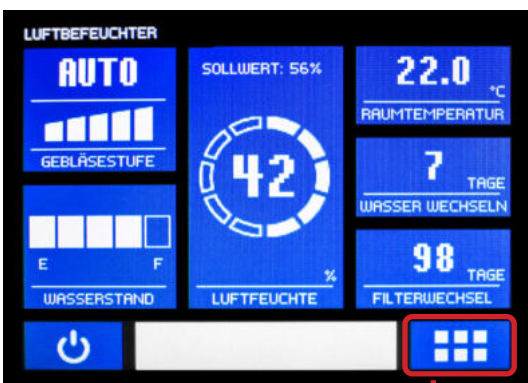 LUFTBEFEUCHTER
AUTO
GEBLÄSESTUFE
E F
WASSERSTAND
SOLLWERT: 56%
42
%
LUFTFEUCHTE
22.0 °C
RAUMTEMPERATUR
7 TAGE
WASSER WECHSELN
98 TAGE
FILTERWECHSEL